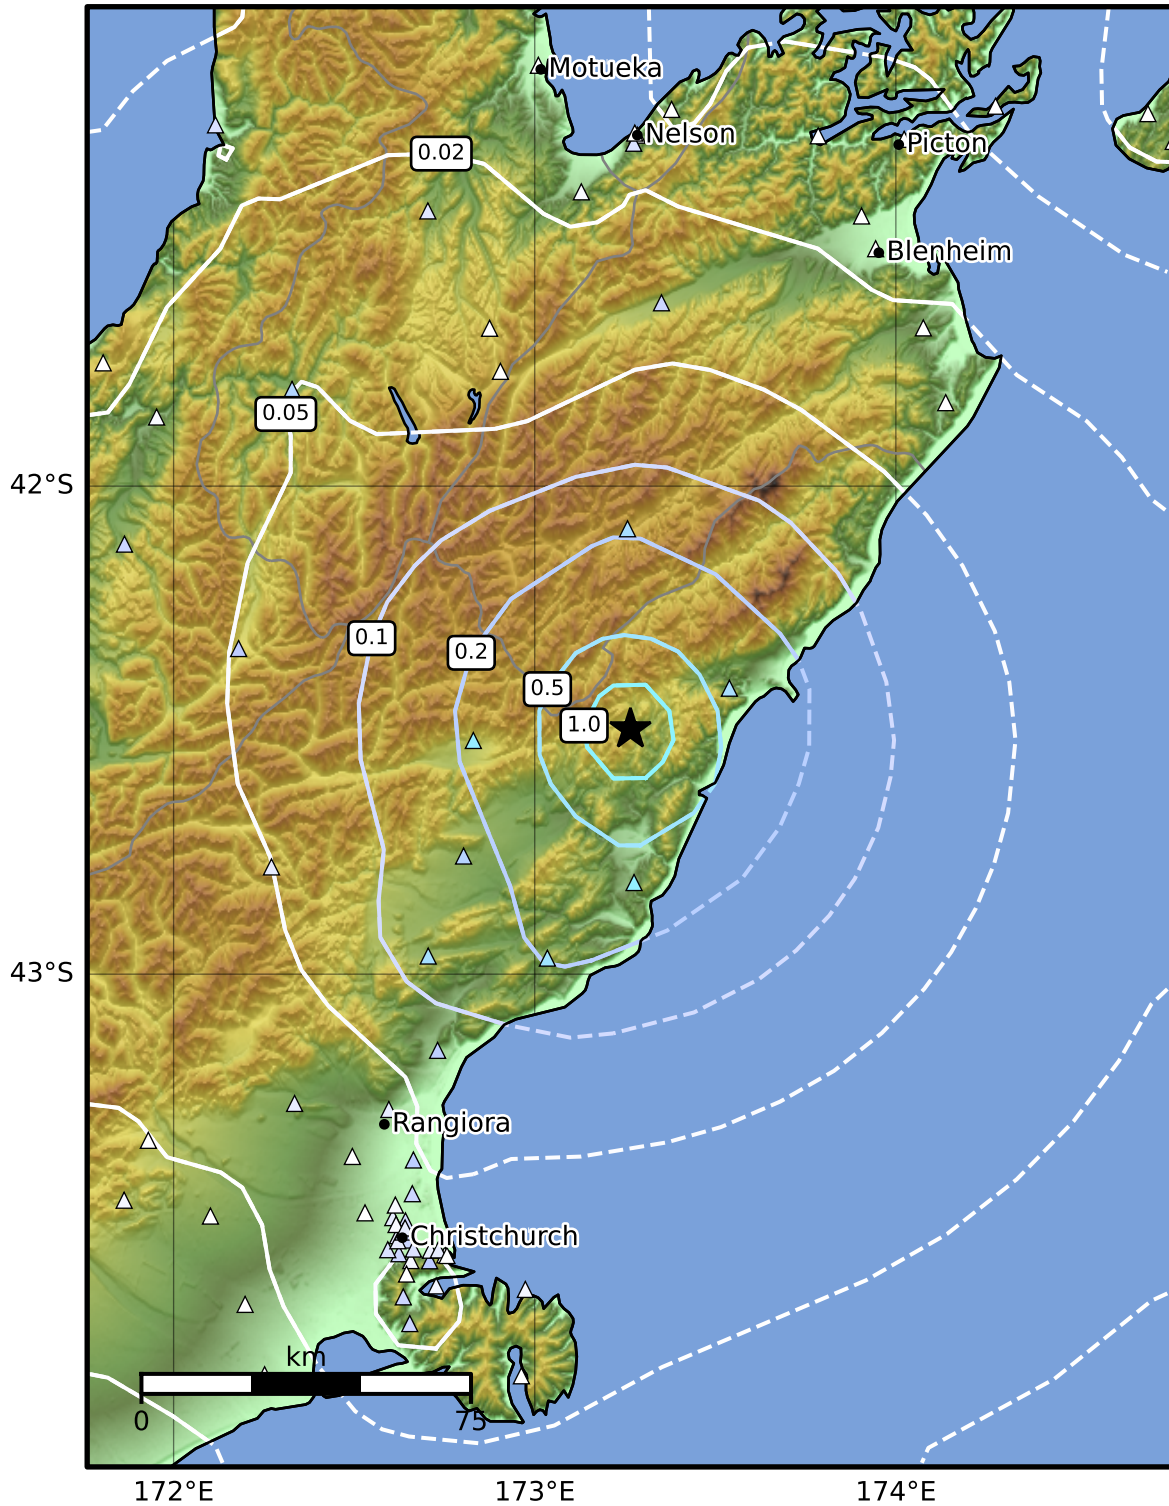 Motueka
Nelson
Picton
0.02
Blenheim
0.05
42°S
0.1
0.2
0.5
1.0
43°S
Rangiora
Christchurch
km
0
75
172°E
173°E
174°E